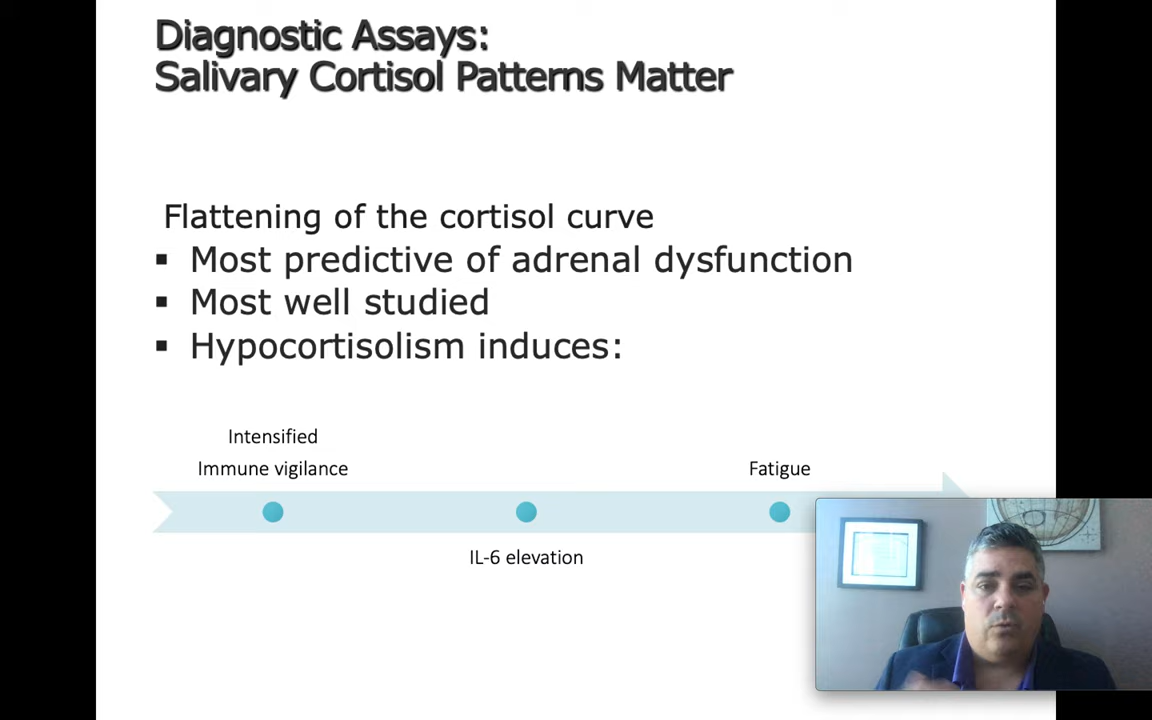 Diagnostic Assays:
Salivary Cortisol Patterns Matter
Flattening of the cortisol curve
▪ Most predictive of adrenal dysfunction
▪ Most well studied
▪ Hypocortisolism induces:
Intensified
Immune vigilance
Fatigue
IL-6 elevation